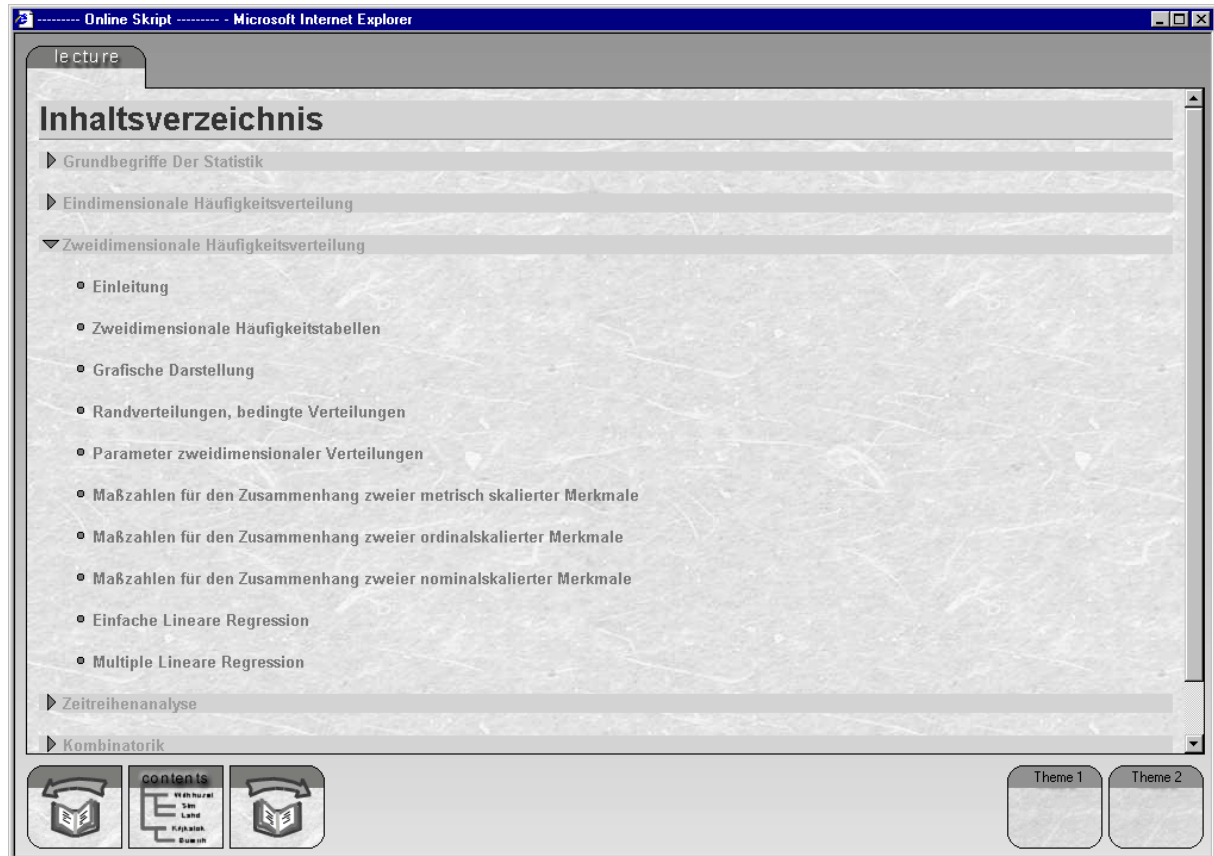 --------- Online Skript --------- - Microsoft Internet Explorer
lecture
Inhaltsverzeichnis
Grundbegriffe Der Statistik
Eindimensionale Häufigkeitsverteilung
Zweidimensionale Häufigkeitsverteilung
Einleitung
Zweidimensionale Häufigkeitstabellen
Grafische Darstellung
Randverteilungen, bedingte Verteilungen
Parameter zweidimensionaler Verteilungen
Maßzahlen für den Zusammenhang zweier metrisch skalierter Merkmale
Maßzahlen für den Zusammenhang zweier ordinalskalierter Merkmale
Maßzahlen für den Zusammenhang zweier nominalskalierter Merkmale
Einfache Lineare Regression
Multiple Lineare Regression
Zeitreihenanalyse
Kombinatorik
contents
Land
Theme 1
Theme 2